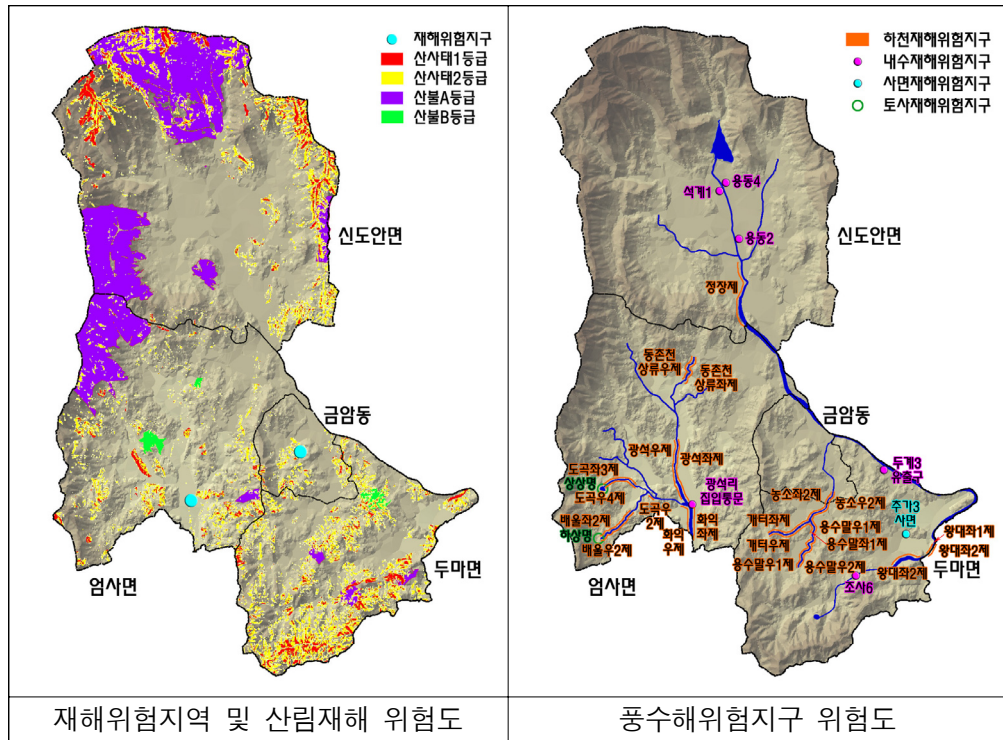 재해위험지구
산사태1등급
산사태2등급
산불A등급
산불B등급
신도안면
금암동
두마면
엄사면
재해위험지역 및 산림재해 위험도
하천재해위험지구
내수재해위험지구
사면재해위험지구
토사재해위험지구
용동4
석계1
용동2
신도안면
정장제
동촌천
상류우제
동촌천
상류좌제
금암동
광석우제
광석좌제
두계3
유출구
도곡좌3제
상상명
도곡우4제
도곡우
2제
광석리
집입통문
농소좌2제
농소우2제
추가3
사면
배울좌2제
하상명
배울우2제
화악
좌제
화악
우제
개터좌제
개터우제
용수말우1제
용수말좌1제
용수말우1제
용수말우2제
왕대좌1제
왕대좌2제
왕대좌2제
조사6
두마면
엄사면
풍수해위험지구 위험도